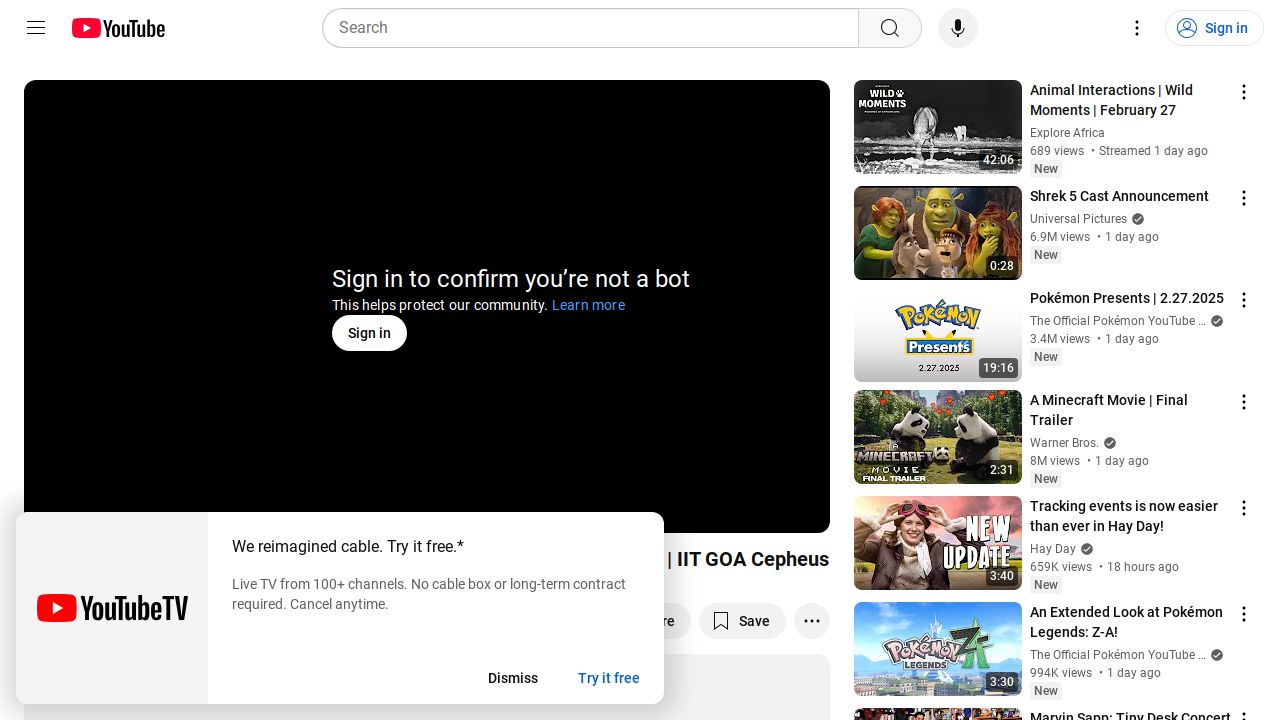 YouTube
Search
Sign in
Sign in to confirm you’re not a bot
This helps protect our community. Learn more
Sign in
| IIT GOA Cepheus
re
Save
We reimagined cable. Try it free.*
Live TV from 100+ channels. No cable box or long-term contract
required. Cancel anytime.
YouTubeTV
Dismiss
Try it free
WILD
MOMENTS
42:06
Animal Interactions | Wild
Moments | February 27
Explore Africa
689 views • Streamed 1 day ago
New
0:28
Shrek 5 Cast Announcement
Universal Pictures
6.9M views • 1 day ago
New
POKéMON
Presents
2.27.2025
19:16
Pokémon Presents | 2.27.2025
The Official Pokémon YouTube ...
3.4M views • 1 day ago
New
A
MINECRAFT
MOVIE
FINAL TRAILER
2:31
A Minecraft Movie | Final
Trailer
Warner Bros.
8M views • 1 day ago
New
NEW
UPDATE
3:40
Tracking events is now easier
than ever in Hay Day!
Hay Day
659K views • 18 hours ago
New
POKéMON
LEGENDS
ZA
3:30
An Extended Look at Pokémon
Legends: Z-A!
The Official Pokémon YouTube ...
994K views • 1 day ago
New
Marvin Sapp: Tiny Desk Concert